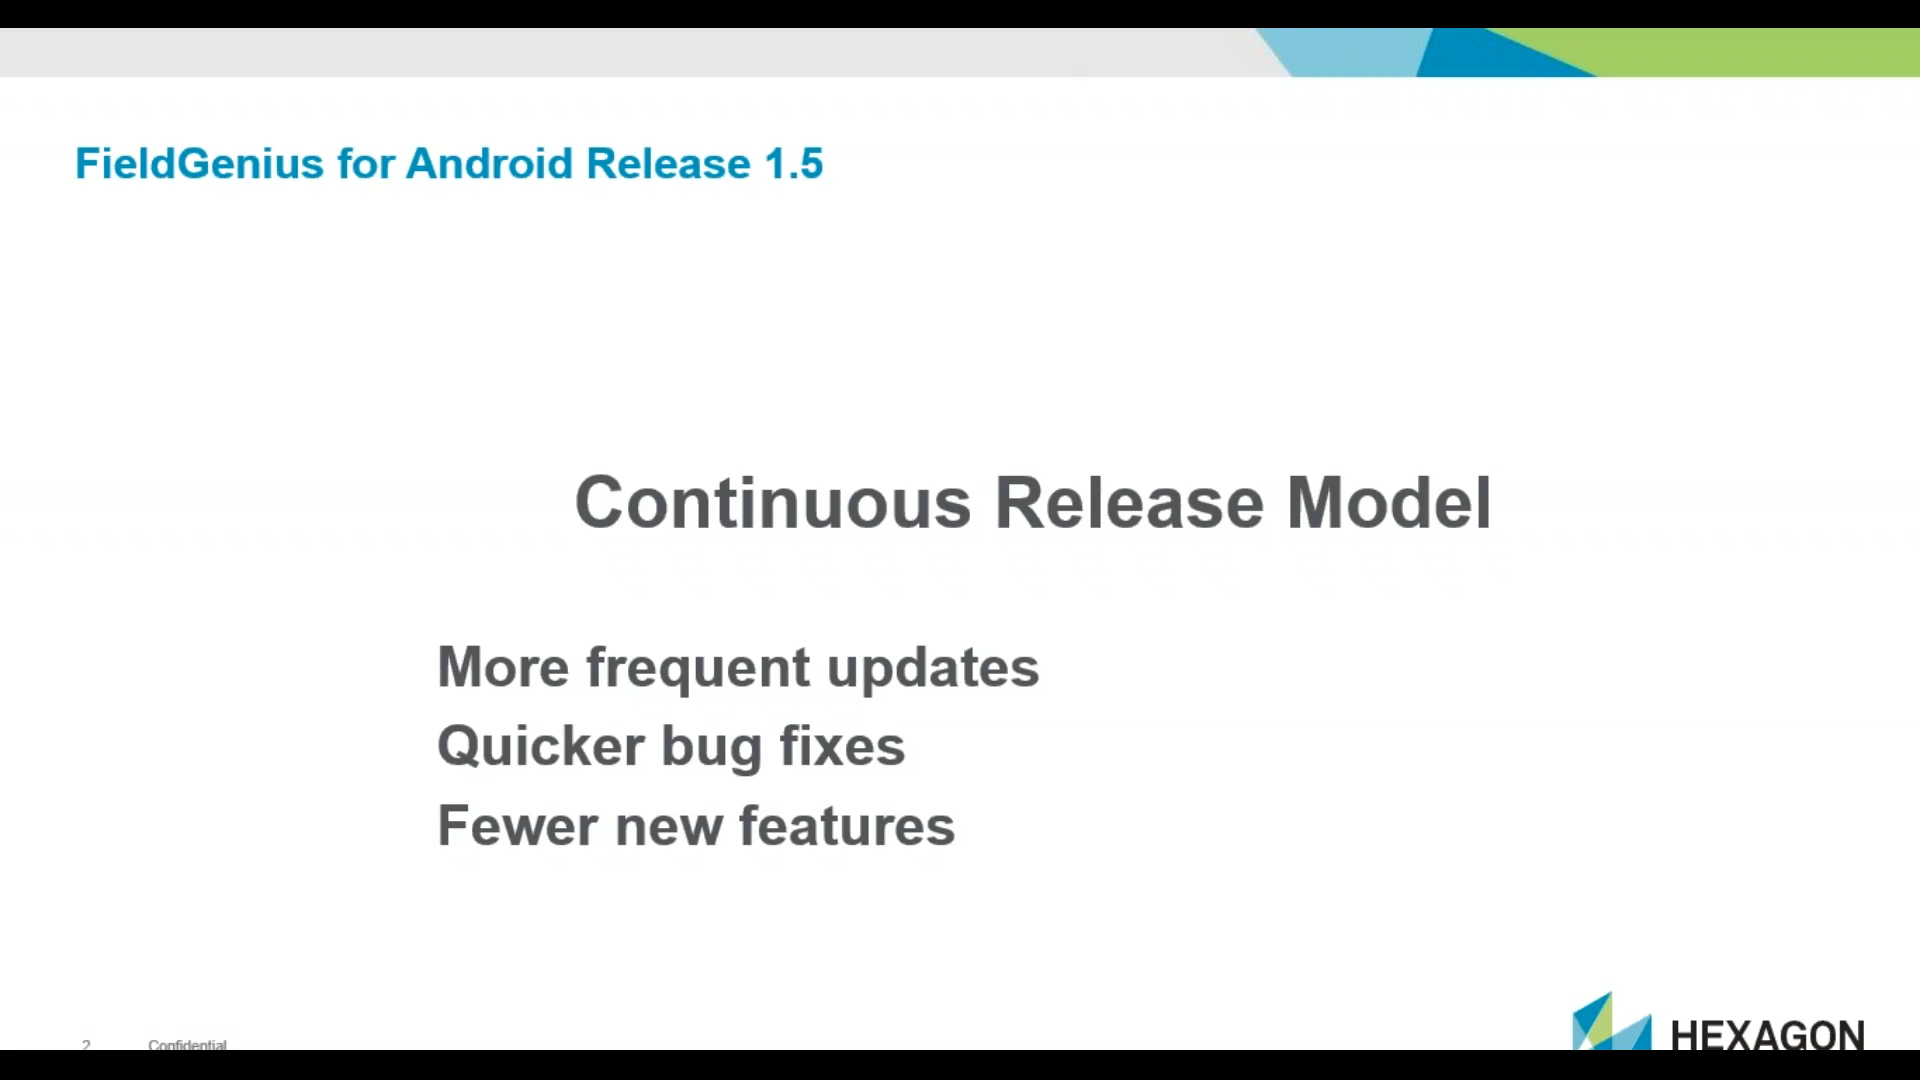 FieldGenius for Android Release 1.5
Continuous Release Model
More frequent updates
Quicker bug fixes
Fewer new features
2 Confidential
HEXAGON